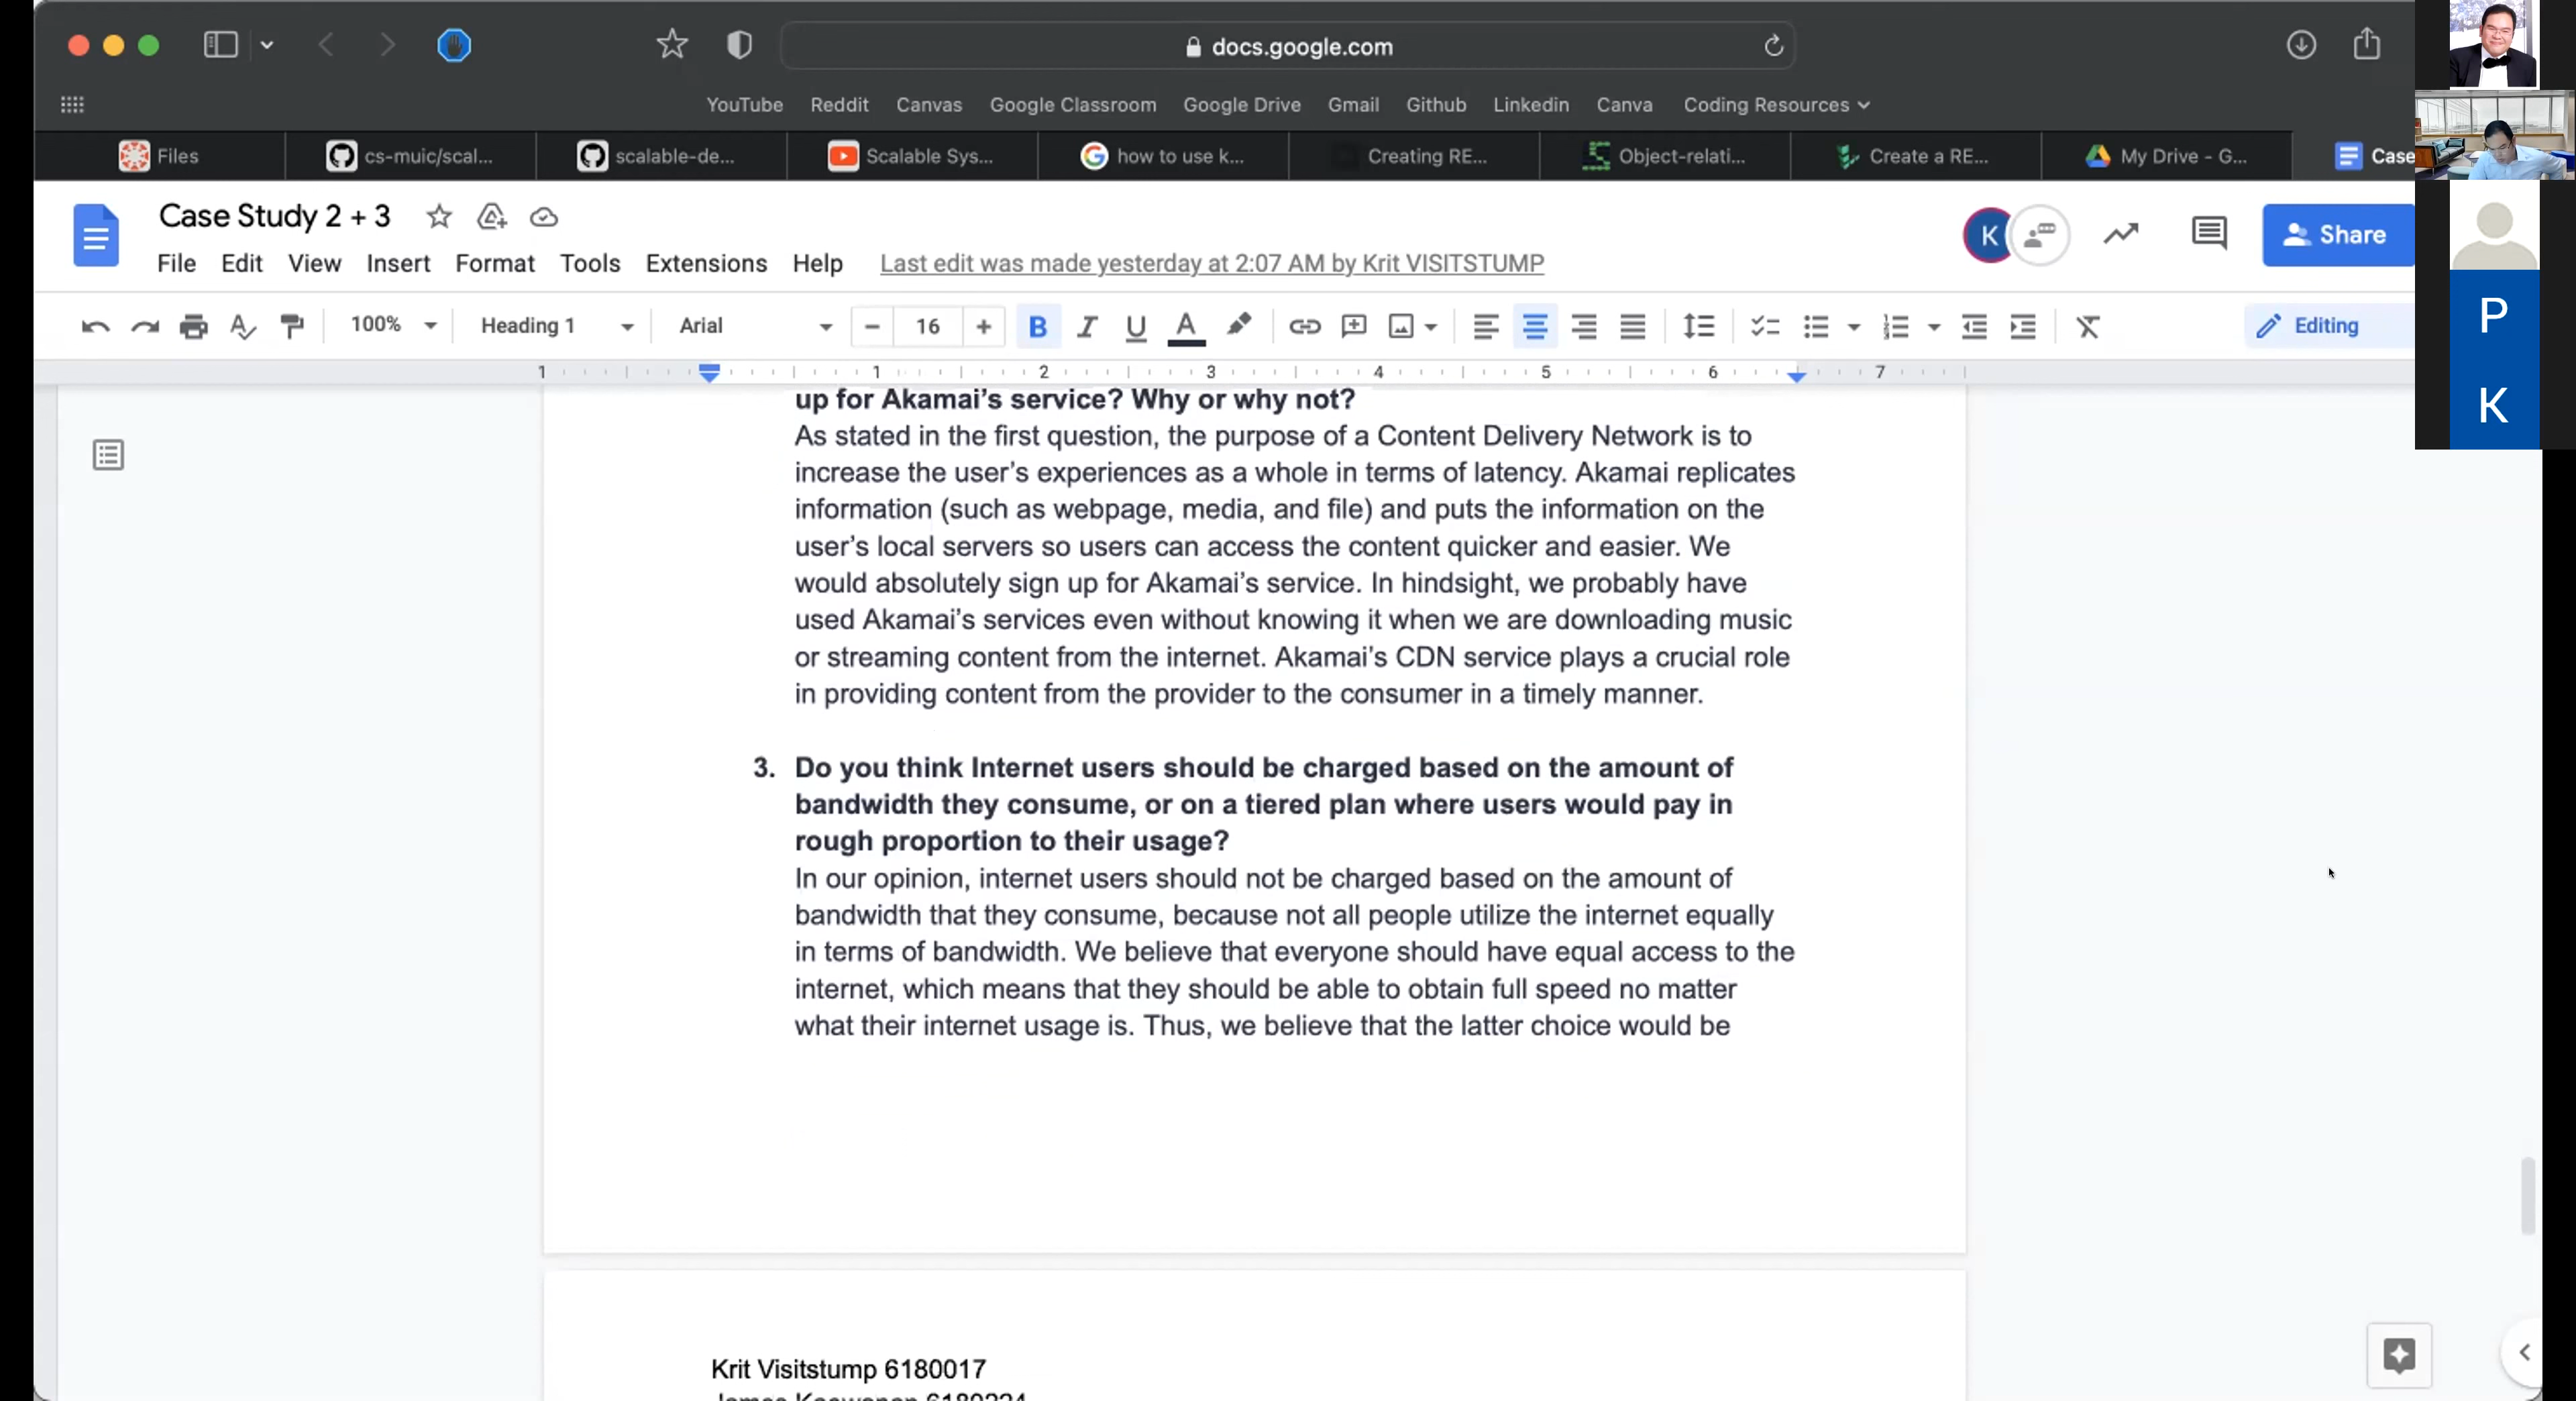 docs.google.com
YouTube Reddit Canvas Google Classroom Google Drive Gmail Github Linkedin Canva Coding Resources
Files cs-muic/scal... scalable-de... Scalable Sys... how to use k... Creating RE... Object-relati... Create a RE... My Drive - G... Case
Case Study 2 + 3
K
Share
File Edit View Insert Format Tools Extensions Help Last edit was made yesterday at 2:07 AM by Krit VISITSTUMP
P
100% Heading 1 Arial 16 B I U A Editing
1 1 2 3 4 5 6 7
K
up for Akamai’s service? Why or why not?
As stated in the first question, the purpose of a Content Delivery Network is to
increase the user’s experiences as a whole in terms of latency. Akamai replicates
information (such as webpage, media, and file) and puts the information on the
user’s local servers so users can access the content quicker and easier. We
would absolutely sign up for Akamai’s service. In hindsight, we probably have
used Akamai’s services even without knowing it when we are downloading music
or streaming content from the internet. Akamai’s CDN service plays a crucial role
in providing content from the provider to the consumer in a timely manner.
3. Do you think Internet users should be charged based on the amount of
bandwidth they consume, or on a tiered plan where users would pay in
rough proportion to their usage?
In our opinion, internet users should not be charged based on the amount of
bandwidth that they consume, because not all people utilize the internet equally
in terms of bandwidth. We believe that everyone should have equal access to the
internet, which means that they should be able to obtain full speed no matter
what their internet usage is. Thus, we believe that the latter choice would be
Krit Visitstump 6180017
James